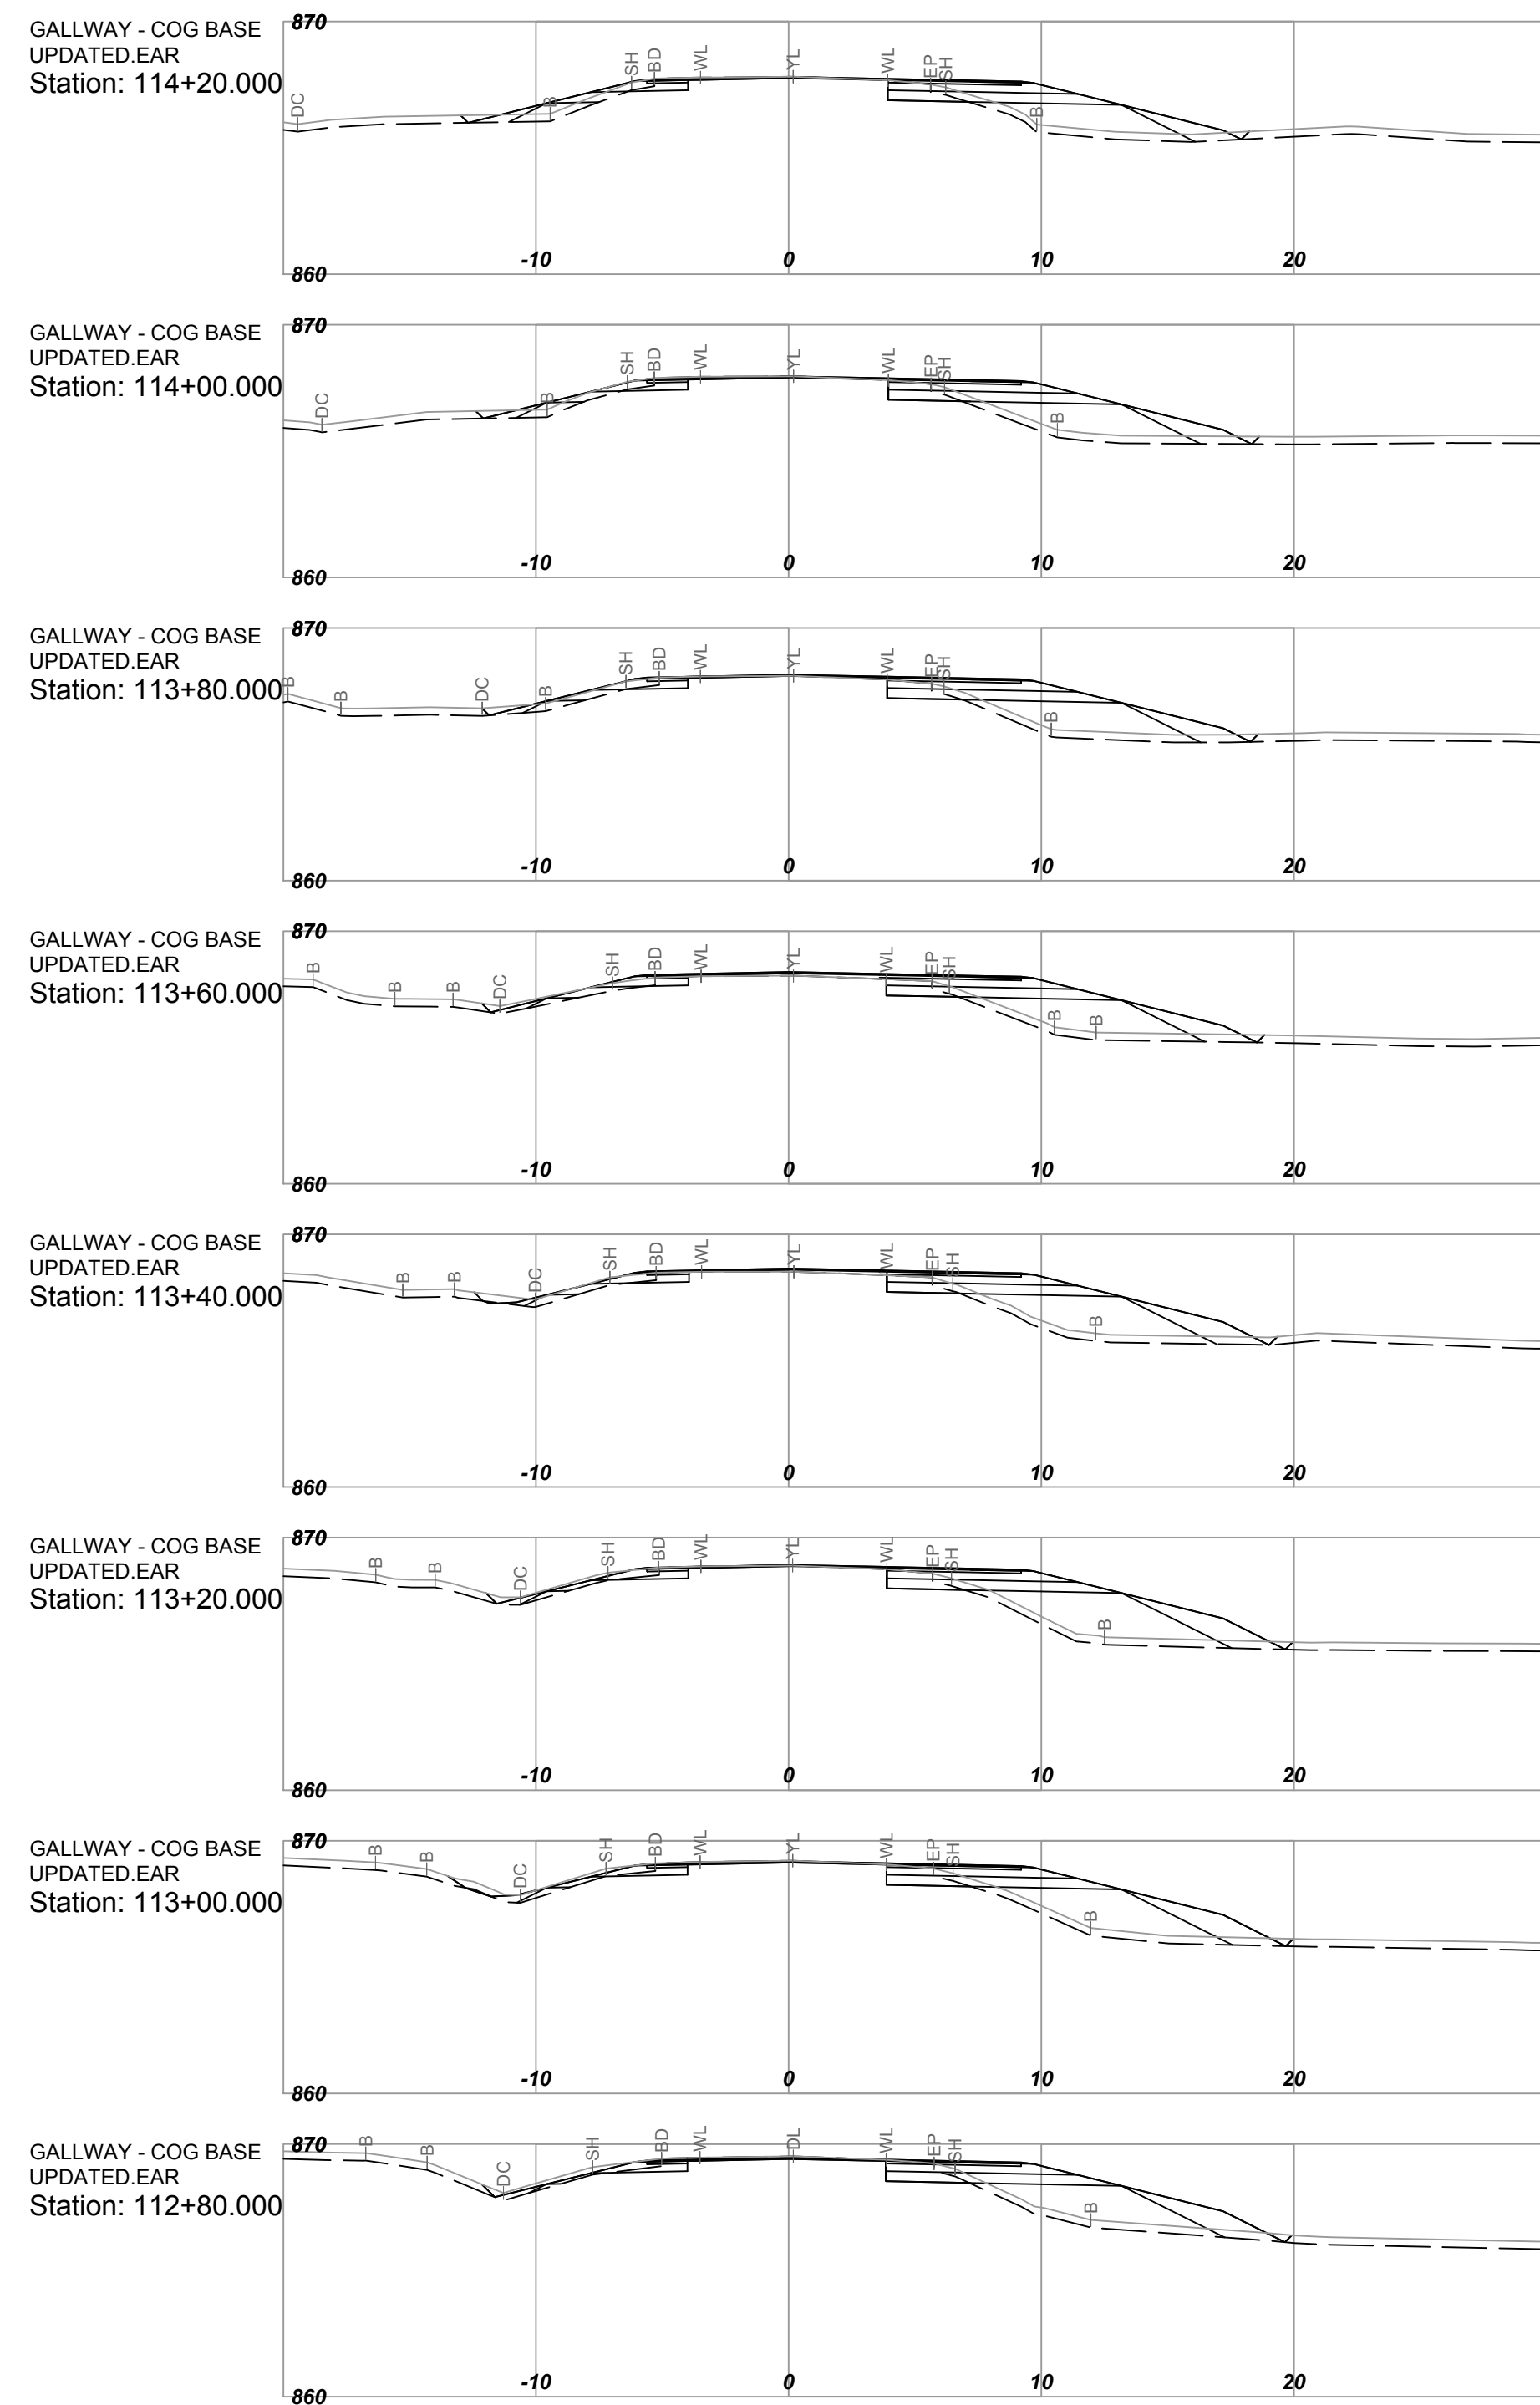 GALLWAY - COG BASE
UPDATED.EAR
Station: 114+20.000
870
DC B SH BD WL YL WL EP SH B
860 -10 0 10 20
GALLWAY - COG BASE
UPDATED.EAR
Station: 114+00.000
870
DC B SH BD WL YL WL EP SH B
860 -10 0 10 20
GALLWAY - COG BASE
UPDATED.EAR
Station: 113+80.000
870
B B DC B SH BD WL YL WL EP SH B
860 -10 0 10 20
GALLWAY - COG BASE
UPDATED.EAR
Station: 113+60.000
870
B B B DC SH BD WL YL WL EP SH B B
860 -10 0 10 20
GALLWAY - COG BASE
UPDATED.EAR
Station: 113+40.000
870
B B DC SH BD WL YL WL EP SH B
860 -10 0 10 20
GALLWAY - COG BASE
UPDATED.EAR
Station: 113+20.000
870
B B DC SH BD WL YL WL EP SH B
860 -10 0 10 20
GALLWAY - COG BASE
UPDATED.EAR
Station: 113+00.000
870
B B DC SH BD WL YL WL EP SH B
860 -10 0 10 20
GALLWAY - COG BASE
UPDATED.EAR
Station: 112+80.000
870
B B DC SH BD WL DL WL EP SH B
860 -10 0 10 20